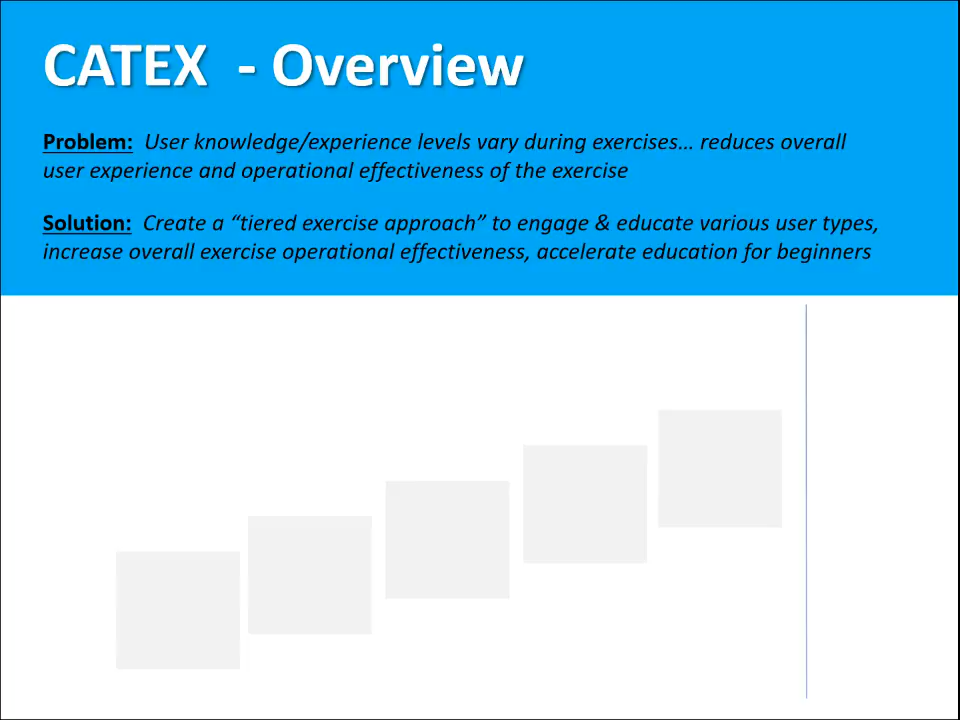 CATEX  - Overview
Problem:  User knowledge/experience levels vary during exercises… reduces overall
user experience and operational effectiveness of the exercise
Solution:  Create a “tiered exercise approach” to engage & educate various user types,
increase overall exercise operational effectiveness, accelerate education for beginners